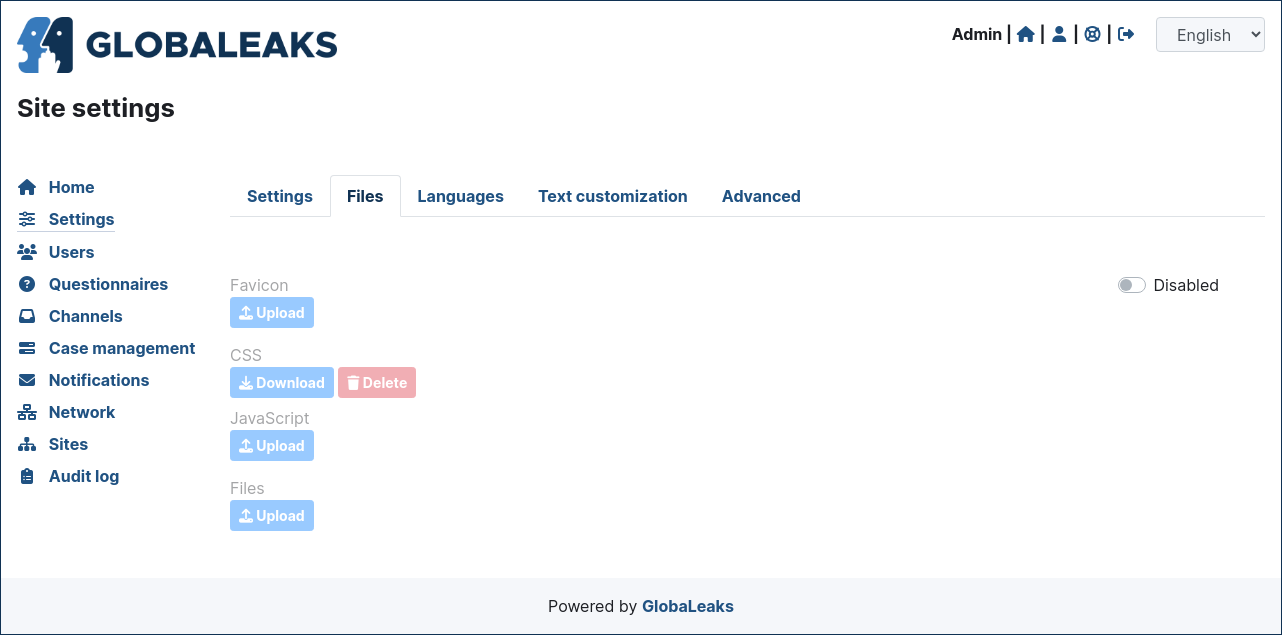 GLOBALEAKS
Admin | | | |
English
Site settings
Home
Settings
Users
Questionnaires
Channels
Case management
Notifications
Network
Sites
Audit log
Settings Files Languages Text customization Advanced
Favicon
Disabled
Upload
CSS
Download Delete
JavaScript
Upload
Files
Upload
Powered by GlobaLeaks